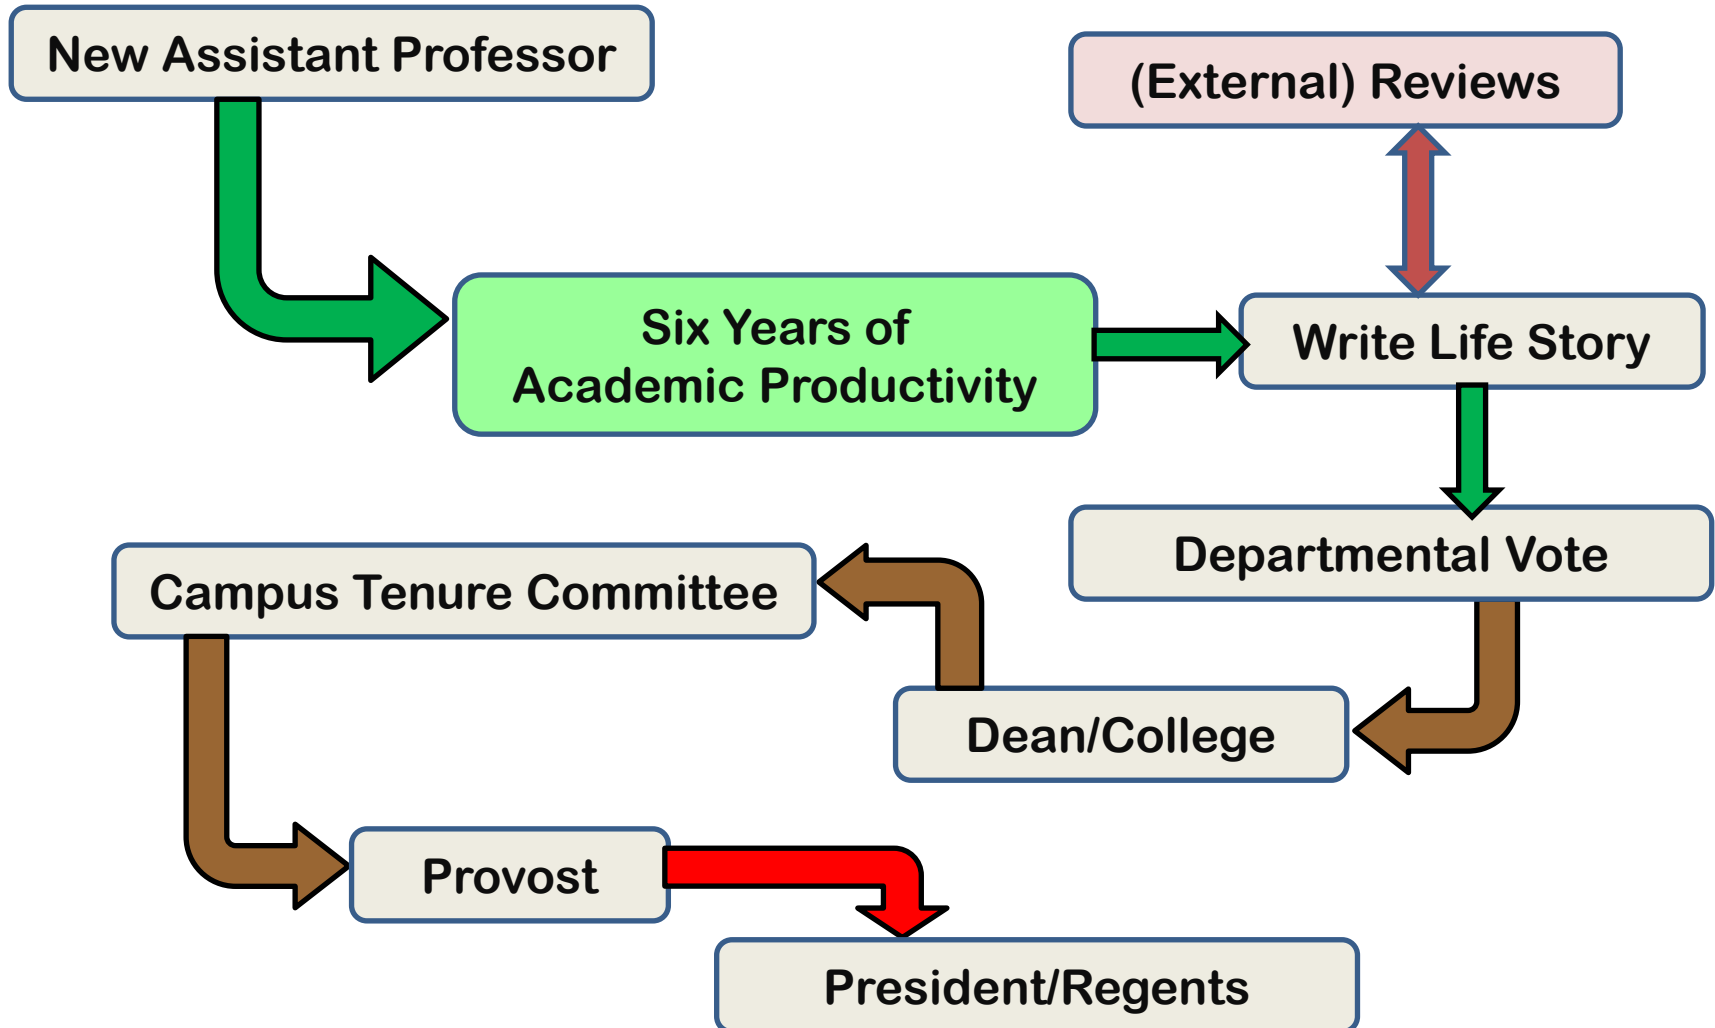 New Assistant Professor
(External) Reviews
Six Years of
Academic Productivity
Write Life Story
Departmental Vote
Campus Tenure Committee
Dean/College
Provost
President/Regents